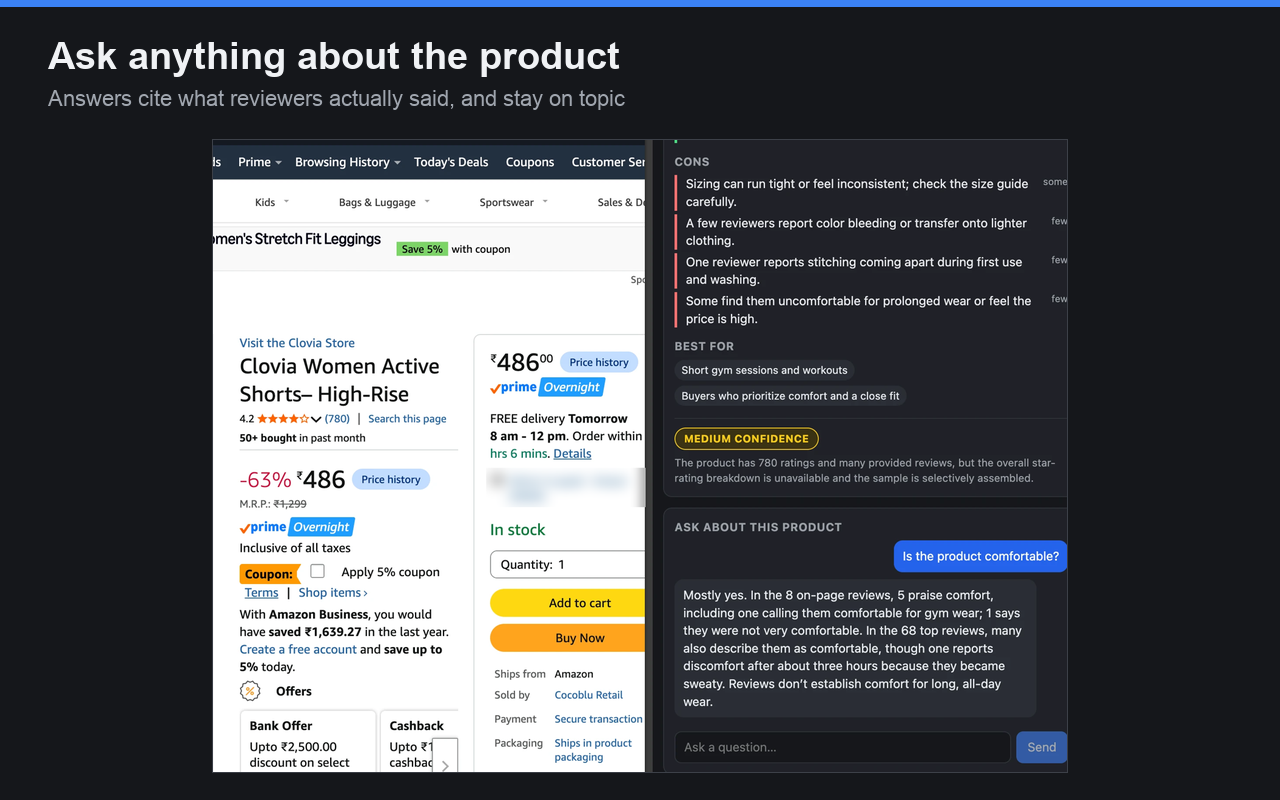 Ask anything about the product
Answers cite what reviewers actually said, and stay on topic
ls Prime Browsing History Today's Deals Coupons Customer Ser
Kids Bags & Luggage Sportswear Sales & De
omen's Stretch Fit Leggings
Save 5% with coupon
Spo
Visit the Clovia Store
Clovia Women Active
Shorts– High-Rise
4.2 (780) | Search this page
50+ bought in past month
-63% ₹486 Price history
M.R.P.: ₹1,299
prime Overnight
Inclusive of all taxes
Coupon: Apply 5% coupon
Terms | Shop items ›
With Amazon Business, you would
have saved ₹1,639.27 in the last year.
Create a free account and save up to
5% today.
% Offers
Bank Offer
Upto ₹2,500.00
discount on select
Cashback
Upto ₹1
cashbac
₹48600 Price history
prime Overnight
FREE delivery Tomorrow
8 am - 12 pm. Order within
hrs 6 mins. Details
In stock
Quantity: 1
Add to cart
Buy Now
Ships from Amazon
Sold by Cocoblu Retail
Payment Secure transaction
Packaging Ships in product
packaging
CONS
Sizing can run tight or feel inconsistent; check the size guide some
carefully.
A few reviewers report color bleeding or transfer onto lighter few
clothing.
One reviewer reports stitching coming apart during first use few
and washing.
Some find them uncomfortable for prolonged wear or feel the few
price is high.
BEST FOR
Short gym sessions and workouts
Buyers who prioritize comfort and a close fit
MEDIUM CONFIDENCE
The product has 780 ratings and many provided reviews, but the overall star-
rating breakdown is unavailable and the sample is selectively assembled.
ASK ABOUT THIS PRODUCT
Is the product comfortable?
Mostly yes. In the 8 on-page reviews, 5 praise comfort,
including one calling them comfortable for gym wear; 1 says
they were not very comfortable. In the 68 top reviews, many
also describe them as comfortable, though one reports
discomfort after about three hours because they became
sweaty. Reviews don't establish comfort for long, all-day
wear.
Ask a question...
Send